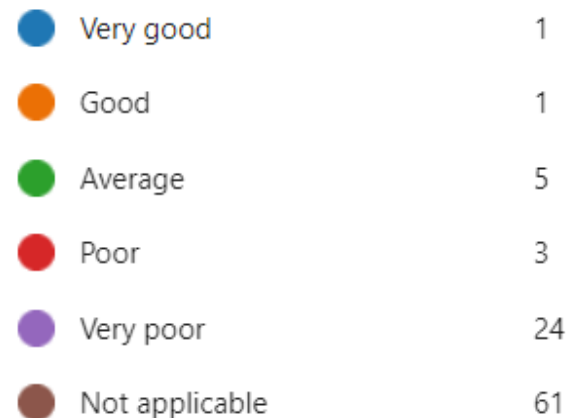 Very good 1
Good 1
Average 5
Poor 3
Very poor 24
Not applicable 61